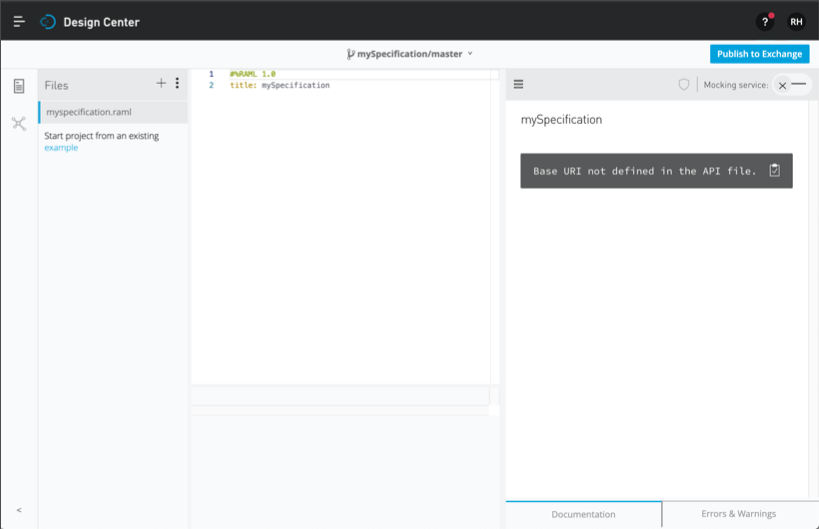 Design Center
?
RH
mySpecification/master
Publish to Exchange
Files
myspecification.raml
Start project from an existing
example
1 #%RAML 1.0
2 title: mySpecification
Mocking service:
mySpecification
Base URI not defined in the API file.
Documentation
Errors & Warnings